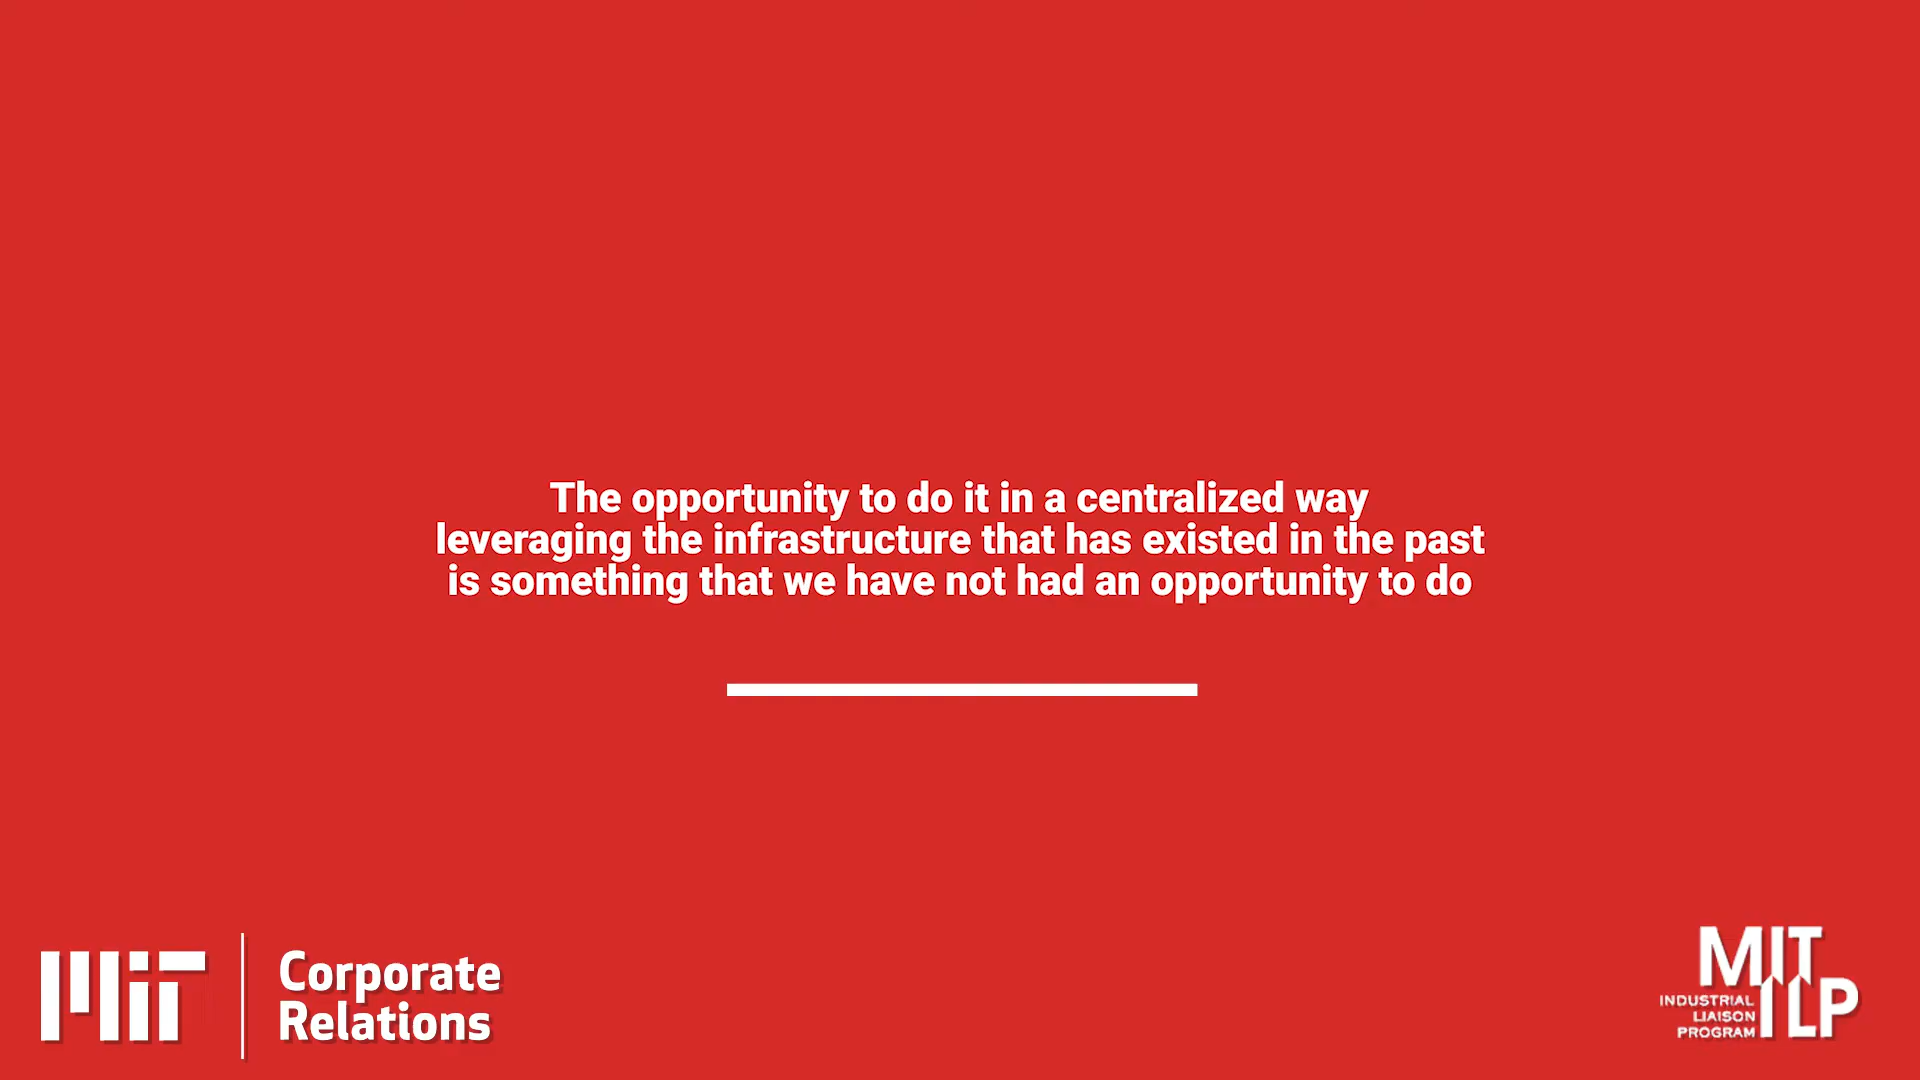 The opportunity to do it in a centralized way
leveraging the infrastructure that has existed in the past
is something that we have not had an opportunity to do
MIT
Corporate
Relations
MIT
ILP
INDUSTRIAL
LIAISON
PROGRAM